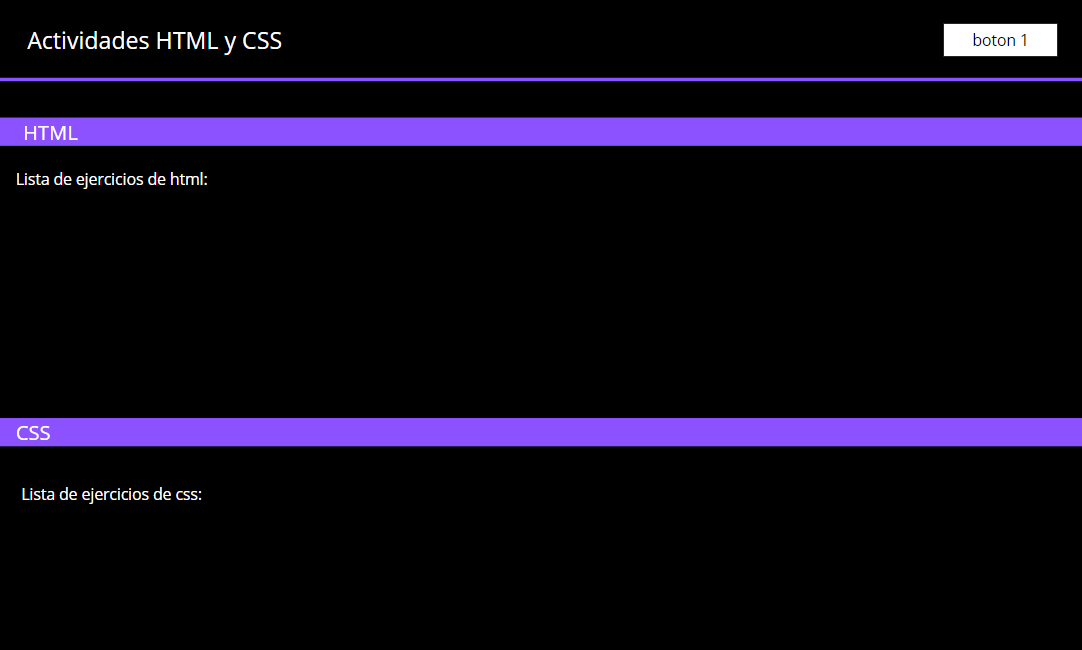 Actividades HTML y CSS
boton 1
HTML
Lista de ejercicios de html:
CSS
Lista de ejercicios de css: